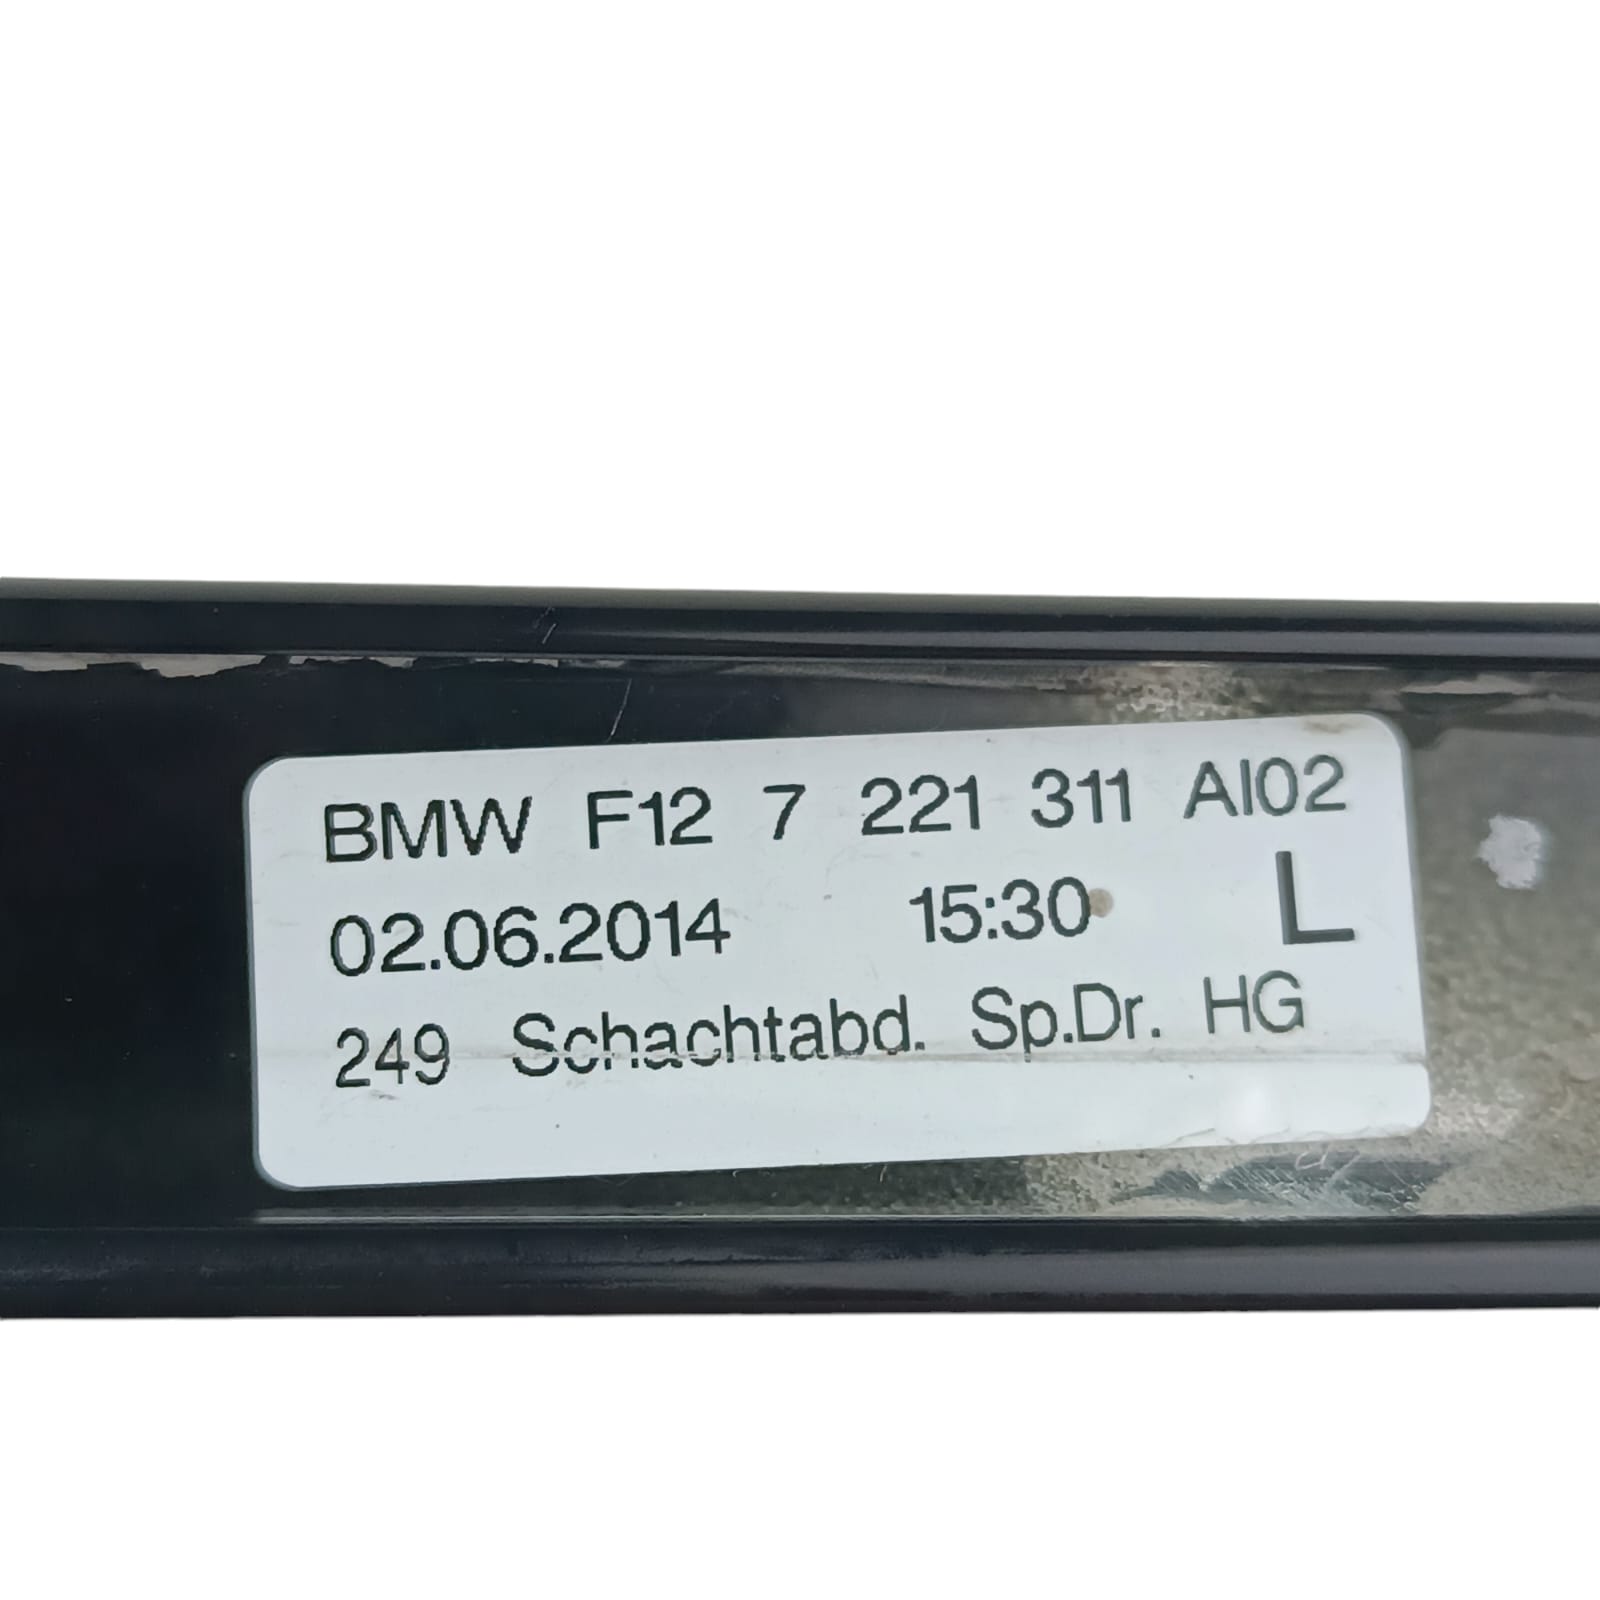 BMW F12 7 221 311 AI02
02.06.2014 15:30 L
249 Schachtabd. Sp.Dr. HG